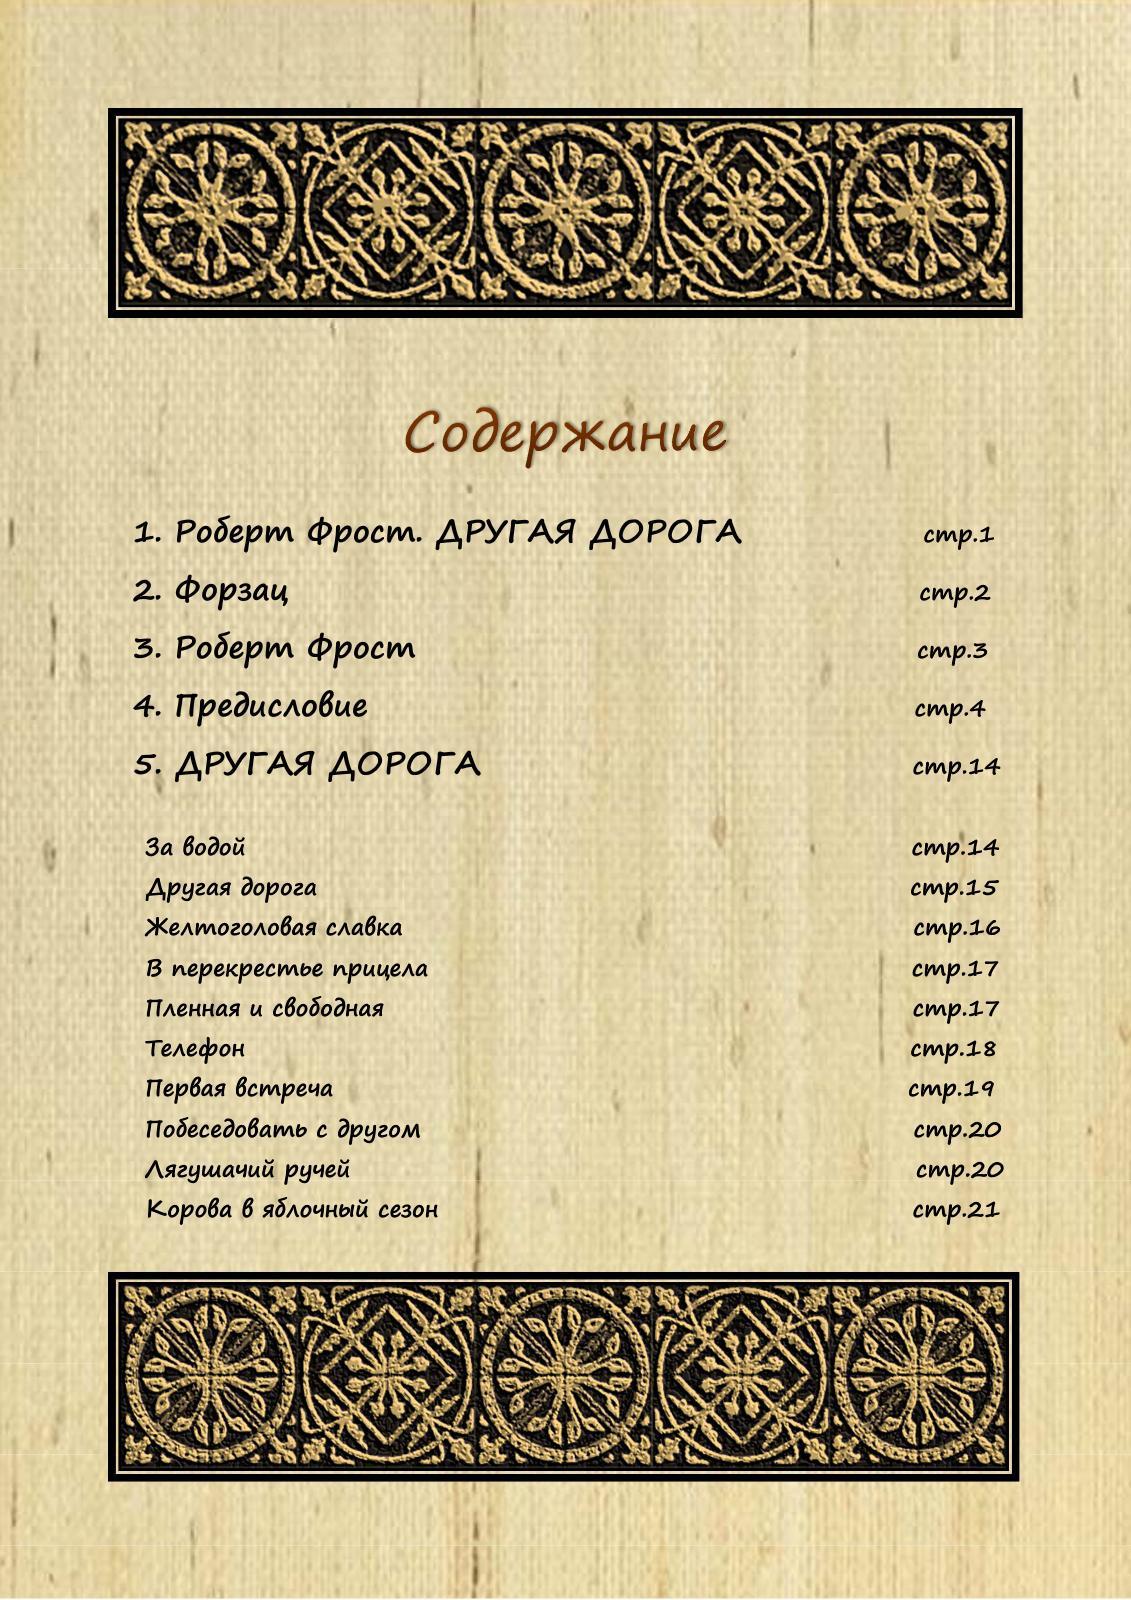 Содержание
1. Роберт Фрост. ДРУГАЯ ДОРОГА стр.1
2. Форзац стр.2
3. Роберт Фрост стр.3
4. Предисловие стр.4
5. ДРУГАЯ ДОРОГА стр.14
За водой стр.14
Другая дорога стр.15
Желтоголовая славка стр.16
В перекрестье прицела стр.17
Пленная и свободная стр.17
Телефон стр.18
Первая встреча стр.19
Побеседовать с другом стр.20
Лягушачий ручей стр.20
Корова в яблочный сезон стр.21